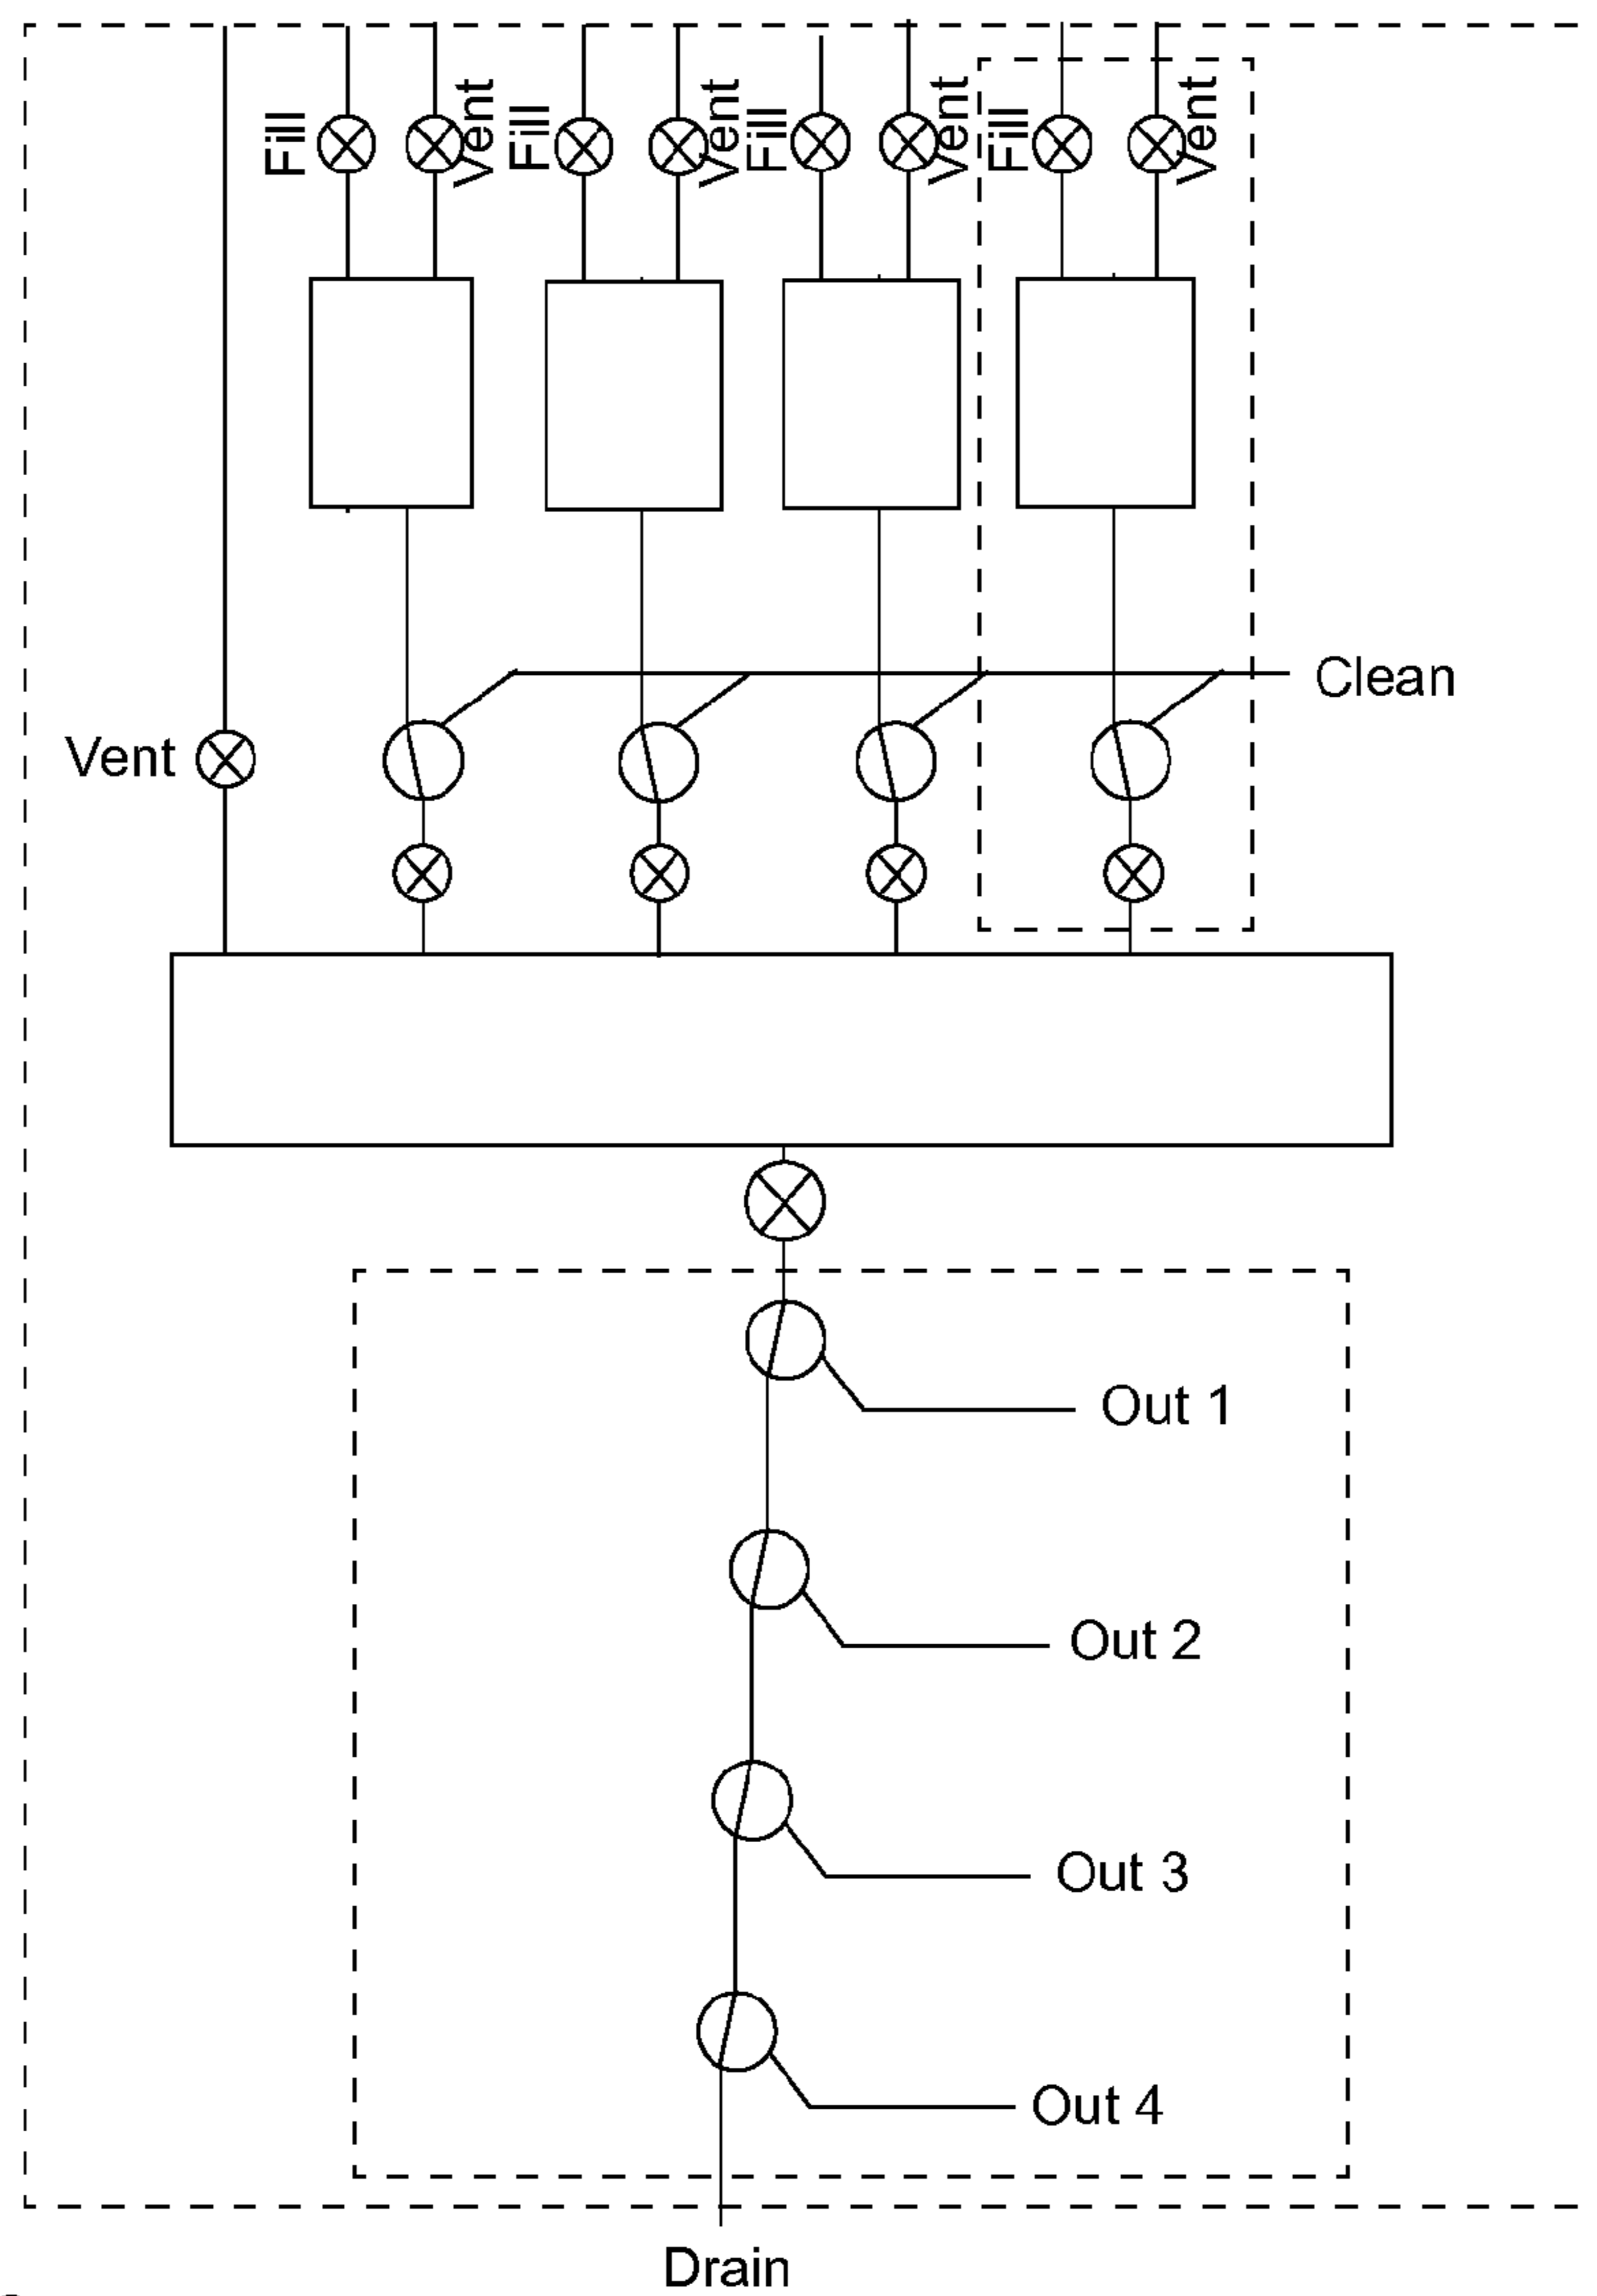 Fill
Vent
Fill
Vent
Fill
Vent
Fill
Vent
Clean
Vent
Out 1
Out 2
Out 3
Out 4
Drain